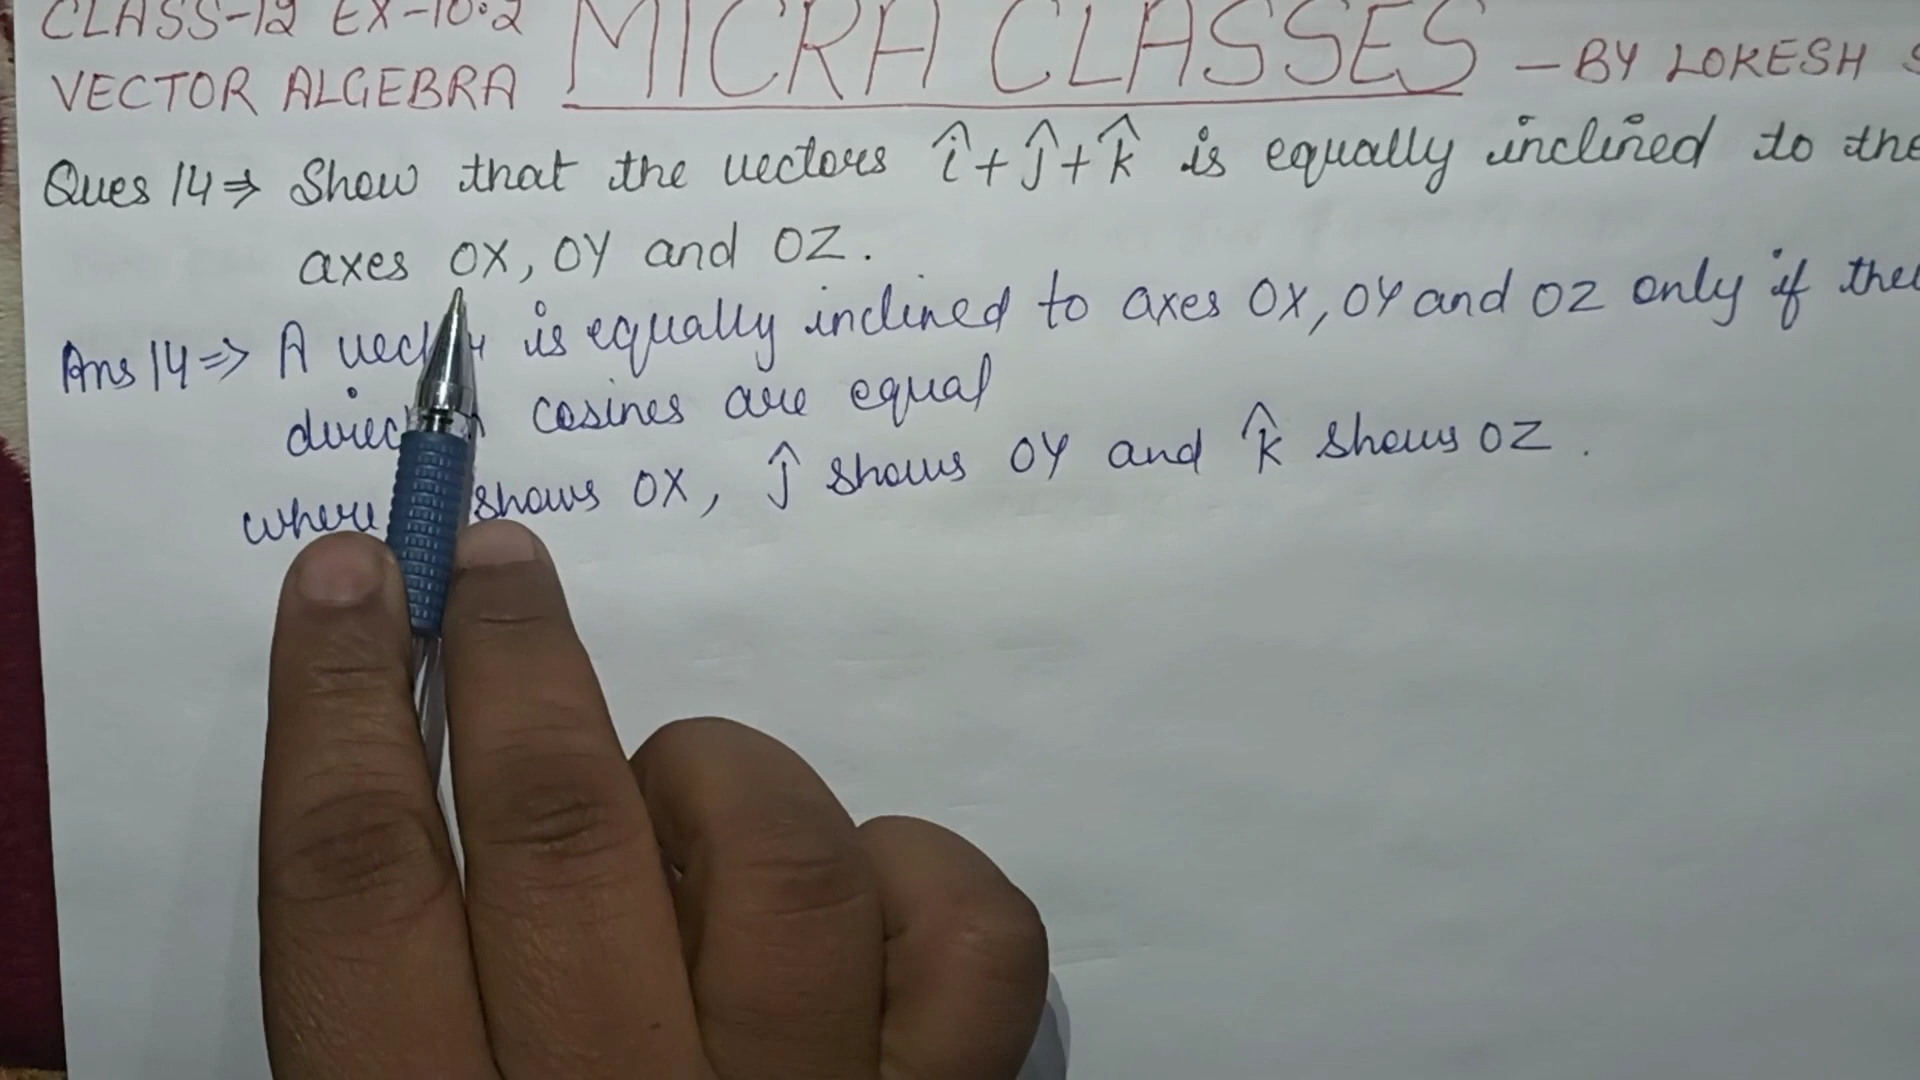 CLASS-12 EX-10.2
VECTOR ALGEBRA
MICRA CLASSES
- BY LOKESH
Ques 14⇒ Show that the vectors î+ĵ+k̂ is equally inclined to the
axes OX, OY and OZ.
Ans 14⇒ A is equally inclined to axes OX, OY and OZ only if
cosines are equal
where shows OX, ĵ shows OY and k̂ shows OZ.